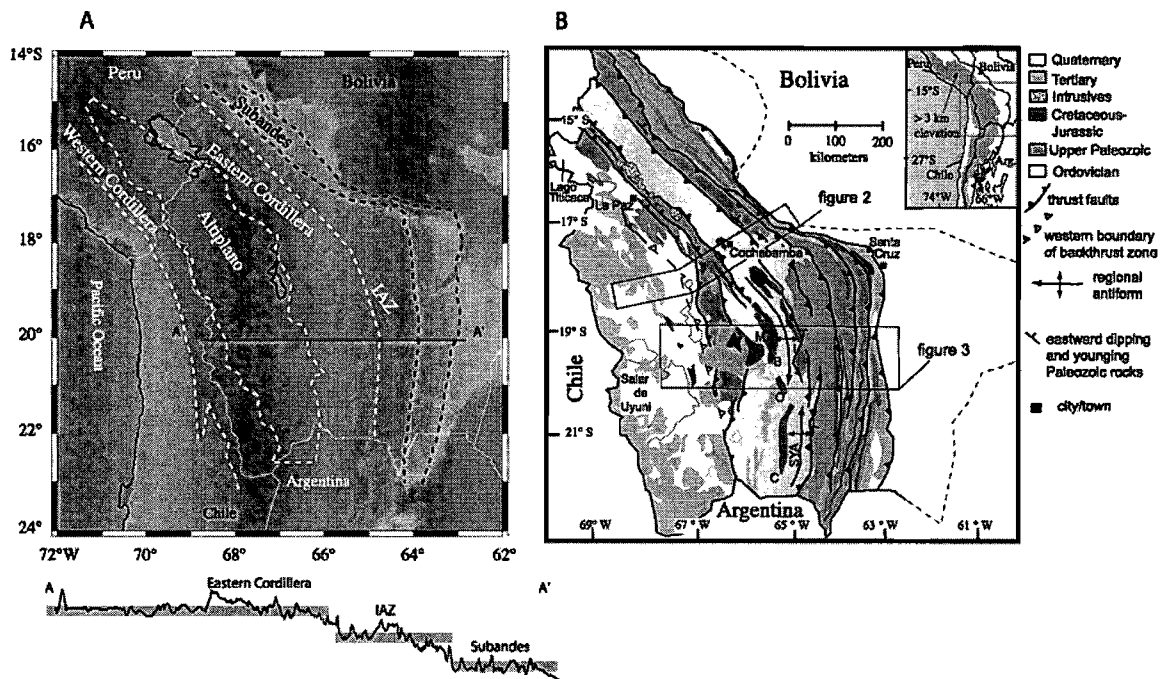 A
14°S
16°
18°
20°
22°
24°
72°W
70°
68°
66°
64°
62°
Peru
Bolivia
Subandes
Western Cordillera
Eastern Cordillera
Altiplano
IAZ
Pacific Ocean
A
A'
Argentina
Chile
A
Eastern Cordillera
A'
IAZ
Subandes
B
Bolivia
15°S
0
100
200
kilometers
figure 2
Lago
Titicaca
La Paz
17°S
Cochabamba
Santa
Cruz
19°S
figure 3
Chile
Salar
de
Uyuni
21° S
SYA
C
B
Argentina
69° W
67° W
65° W
63° W
61° W
Peru
Bolivia
15°S
> 3 km
elevation
27°S
Chile
Arg.
74°W
66°W
Quaternary
Tertiary
Intrusives
Cretaceous-
Jurassic
Upper Paleozoic
Ordovician
thrust faults
western boundary
of backthrust zone
regional
antiform
eastward dipping
and younging
Paleozoic rocks
city/town